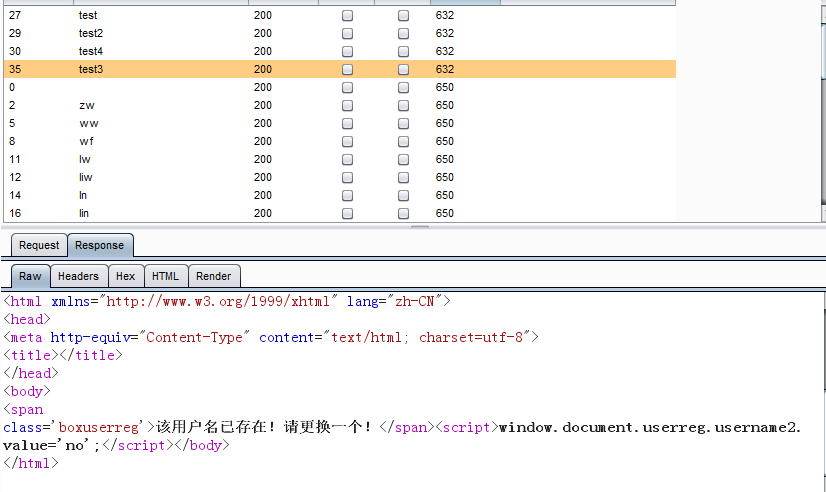 27 test 200 632
29 test2 200 632
30 test4 200 632
35 test3 200 632
0 200 650
2 zw 200 650
5 ww 200 650
8 wf 200 650
11 lw 200 650
12 liw 200 650
14 ln 200 650
16 lin 200 650
Request Response
Raw Headers Hex HTML Render
<html xmlns="http://www.w3.org/1999/xhtml" lang="zh-CN">
<head>
<meta http-equiv="Content-Type" content="text/html; charset=utf-8">
<title></title>
</head>
<body>
<span
class='boxuserreg'>该用户名已存在！请更换一个！</span><script>window.document.userreg.username2.
value='no';</script></body>
</html>